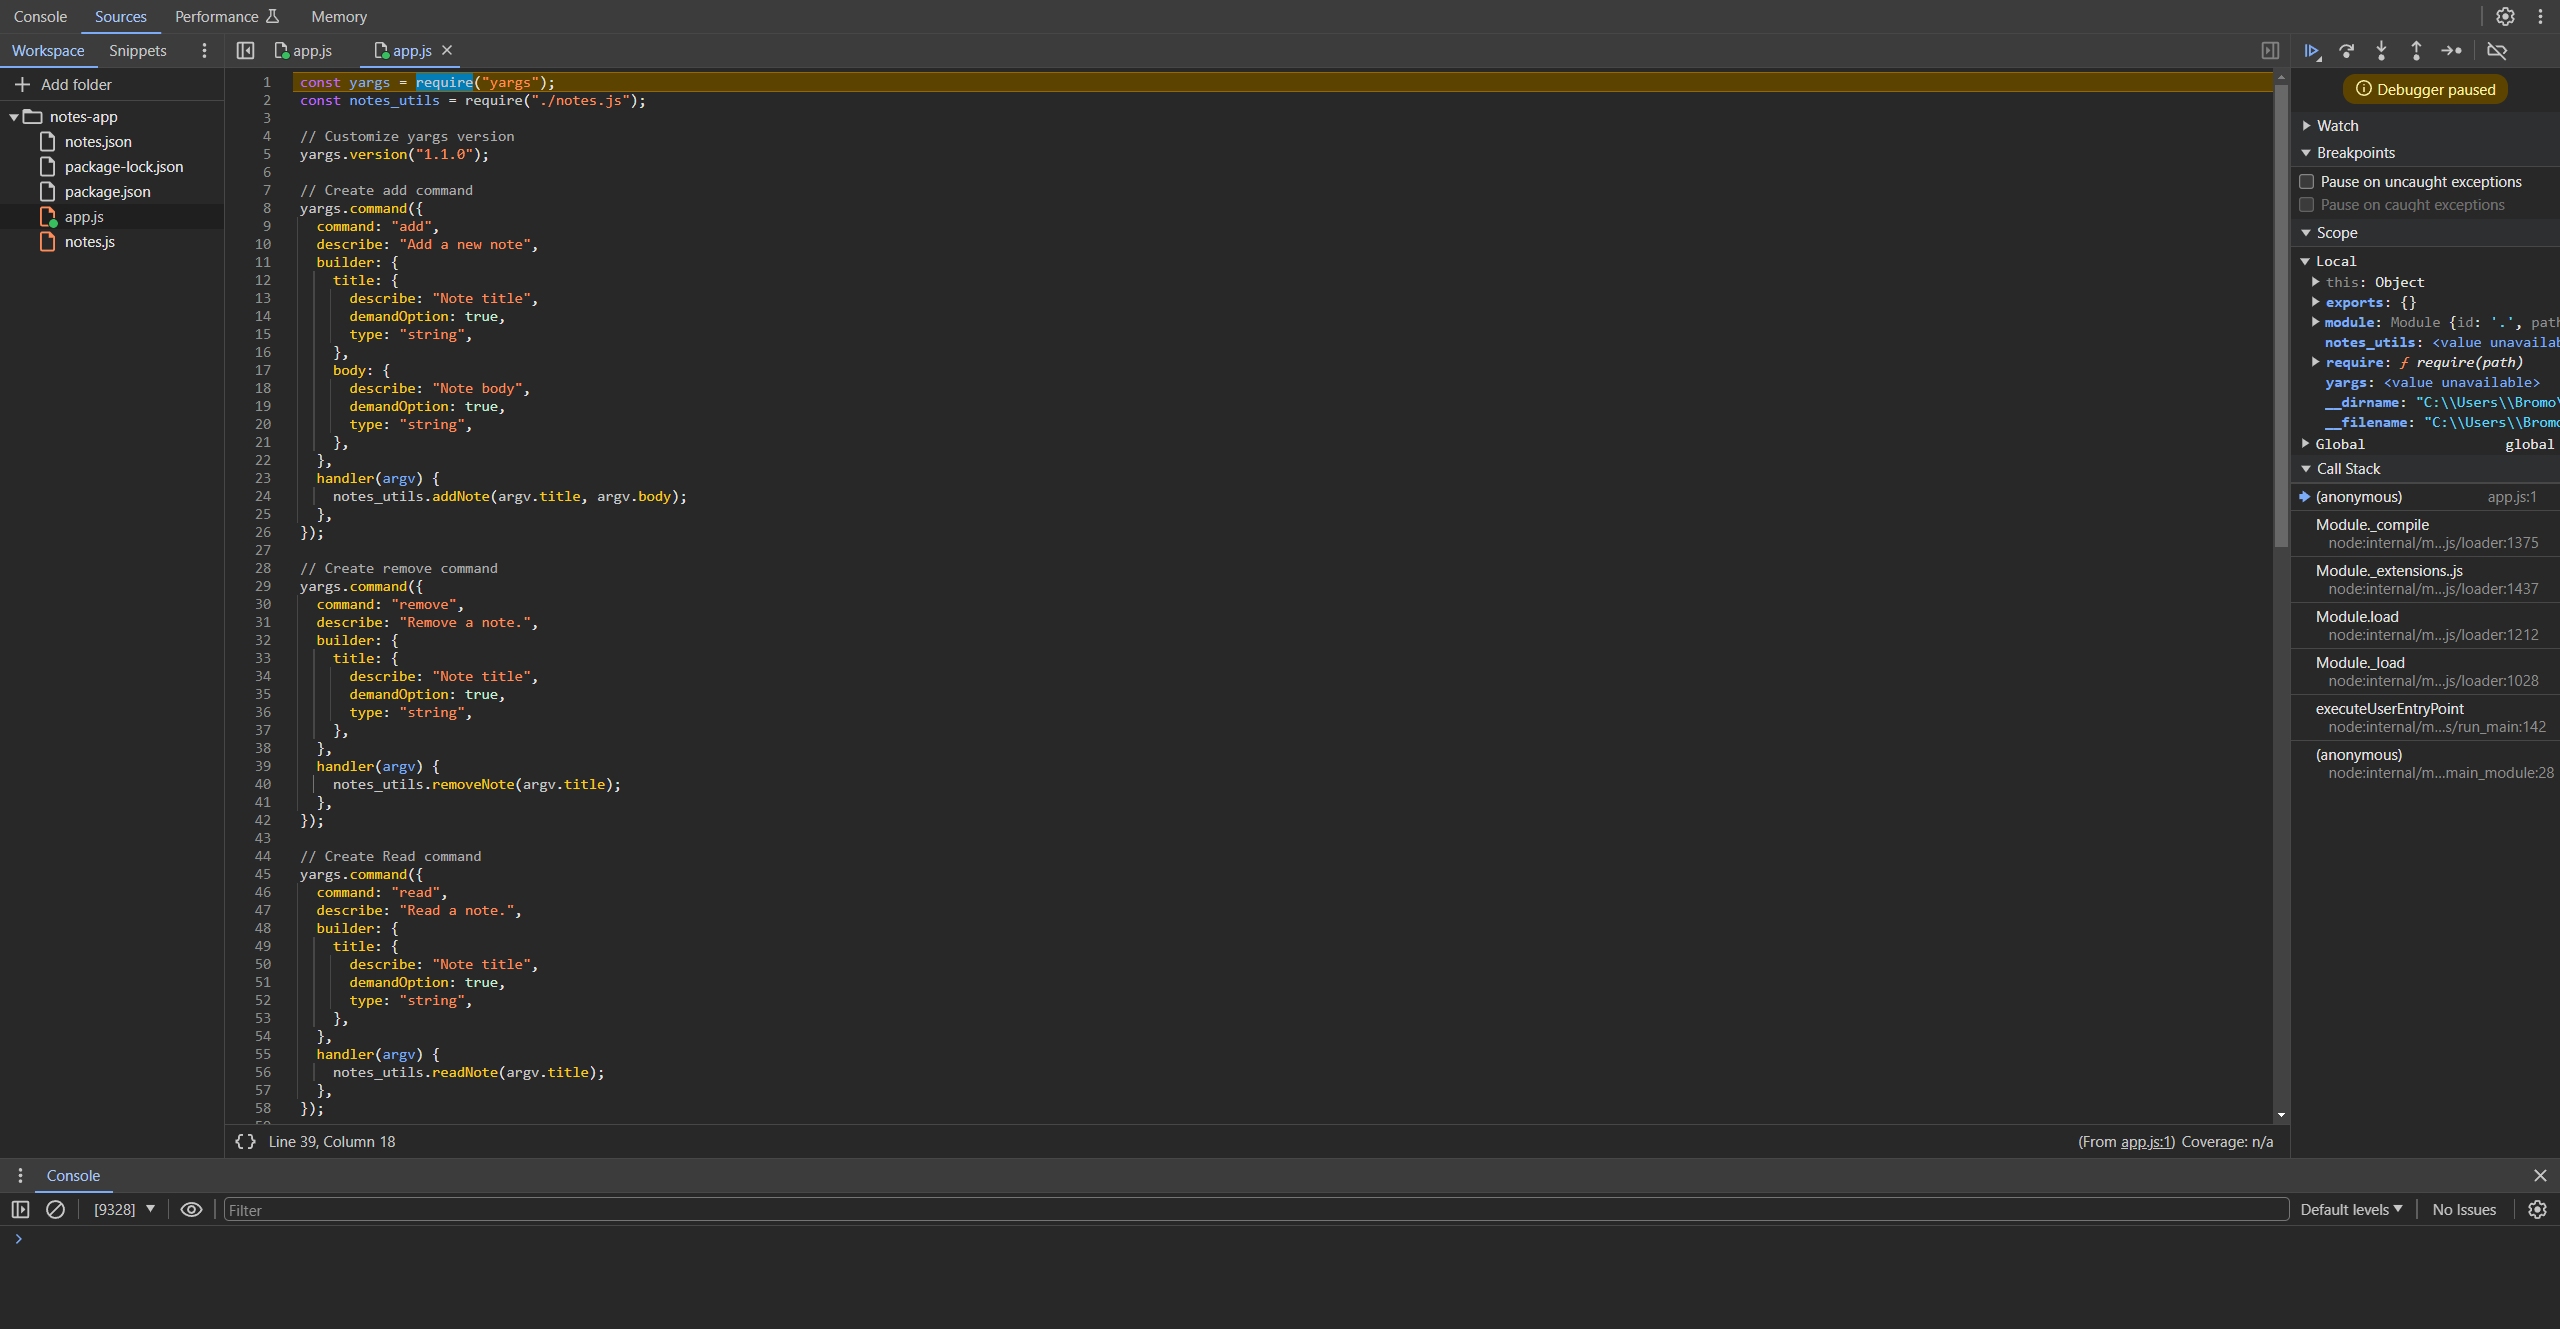 Console Sources Performance Memory
Workspace Snippets app.js app.js
Add folder
notes-app
notes.json
package-lock.json
package.json
app.js
notes.js
1 const yargs = require("yargs");
2 const notes_utils = require("./notes.js");
3
4 // Customize yargs version
5 yargs.version("1.1.0");
6
7 // Create add command
8 yargs.command({
9 command: "add",
10 describe: "Add a new note",
11 builder: {
12 title: {
13 describe: "Note title",
14 demandOption: true,
15 type: "string",
16 },
17 body: {
18 describe: "Note body",
19 demandOption: true,
20 type: "string",
21 },
22 },
23 handler(argv) {
24 notes_utils.addNote(argv.title, argv.body);
25 },
26 });
27
28 // Create remove command
29 yargs.command({
30 command: "remove",
31 describe: "Remove a note.",
32 builder: {
33 title: {
34 describe: "Note title",
35 demandOption: true,
36 type: "string",
37 },
38 },
39 handler(argv) {
40 notes_utils.removeNote(argv.title);
41 },
42 });
43
44 // Create Read command
45 yargs.command({
46 command: "read",
47 describe: "Read a note.",
48 builder: {
49 title: {
50 describe: "Note title",
51 demandOption: true,
52 type: "string",
53 },
54 },
55 handler(argv) {
56 notes_utils.readNote(argv.title);
57 },
58 });
{} Line 39, Column 18 (From app.js:1) Coverage: n/a
Debugger paused
Watch
Breakpoints
Pause on uncaught exceptions
Pause on caught exceptions
Scope
Local
this: Object
exports: {}
module: Module {id: '.', path
notes_utils: <value unavailab
require: ƒ require(path)
yargs: <value unavailable>
__dirname: "C:\\Users\\Bromo\
__filename: "C:\\Users\\Bromo
Global global
Call Stack
(anonymous) app.js:1
Module._compile
node:internal/m...js/loader:1375
Module._extensions..js
node:internal/m...js/loader:1437
Module.load
node:internal/m...js/loader:1212
Module._load
node:internal/m...js/loader:1028
executeUserEntryPoint
node:internal/m...s/run_main:142
(anonymous)
node:internal/m...main_module:28
Console
[9328] Filter Default levels No Issues